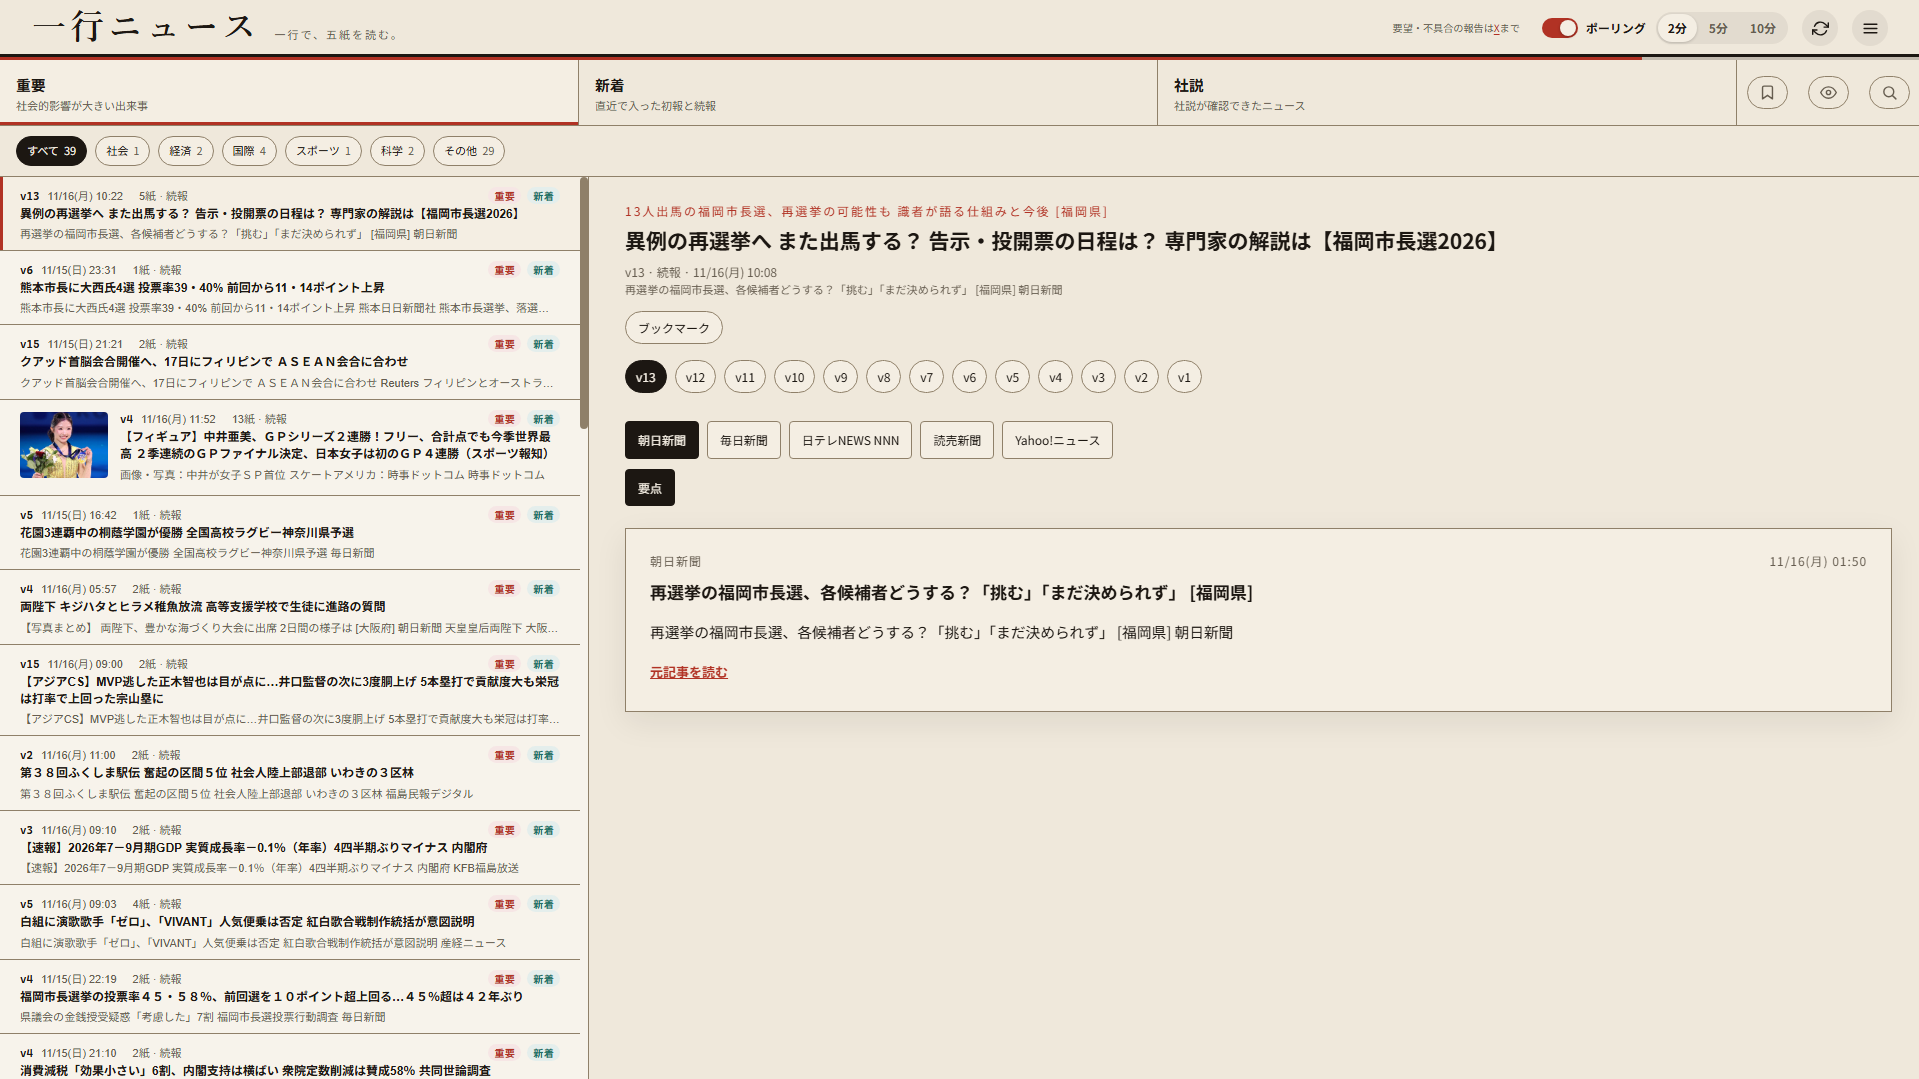 一行ニュース
一行で、五紙を読む。
要望・不具合の報告はXまで
ポーリング
2分 5分 10分
重要
社会的影響が大きい出来事
新着
直近で入った初報と続報
社説
社説が確認できたニュース
すべて 39
社会 1
経済 2
国際 4
スポーツ 1
科学 2
その他 29
v13 11/16(月) 10:22 5紙 · 続報 重要 新着
異例の再選挙へ また出馬する？ 告示・投開票の日程は？ 専門家の解説は【福岡市長選2026】
再選挙の福岡市長選、各候補者どうする？「挑む」「まだ決められず」 [福岡県] 朝日新聞
v6 11/15(日) 23:31 1紙 · 続報 重要 新着
熊本市長に大西氏4選 投票率39・40% 前回から11・14ポイント上昇
熊本市長に大西氏4選 投票率39・40% 前回から11・14ポイント上昇 熊本日日新聞社 熊本市長選挙、落選…
v15 11/15(日) 21:21 2紙 · 続報 重要 新着
クアッド首脳会合開催へ、17日にフィリピンで ＡＳＥＡＮ会合に合わせ
クアッド首脳会合開催へ、17日にフィリピンで ＡＳＥＡＮ会合に合わせ Reuters フィリピンとオーストラ…
v4 11/16(月) 11:52 13紙 · 続報 重要 新着
【フィギュア】中井亜美、ＧＰシリーズ２連勝！フリー、合計点でも今季世界最
高 ２季連続のＧＰファイナル決定、日本女子は初のＧＰ４連勝（スポーツ報知）
画像・写真：中井が女子ＳＰ首位 スケートアメリカ：時事ドットコム 時事ドットコム
v5 11/15(日) 16:42 1紙 · 続報 重要 新着
花園3連覇中の桐蔭学園が優勝 全国高校ラグビー神奈川県予選
花園3連覇中の桐蔭学園が優勝 全国高校ラグビー神奈川県予選 毎日新聞
v4 11/16(月) 05:57 2紙 · 続報 重要 新着
両陛下 キジハタとヒラメ稚魚放流 高等支援学校で生徒に進路の質問
【写真まとめ】 両陛下、豊かな海づくり大会に出席 2日間の様子は [大阪府] 朝日新聞 天皇皇后両陛下 大阪…
v15 11/16(月) 09:00 2紙 · 続報 重要 新着
【アジアCS】MVP逃した正木智也は目が点に…井口監督の次に3度胴上げ 5本塁打で貢献度大も栄冠
は打率で上回った宗山塁に
【アジアCS】MVP逃した正木智也は目が点に…井口監督の次に3度胴上げ 5本塁打で貢献度大も栄冠は打率…
v2 11/16(月) 11:00 2紙 · 続報 重要 新着
第３８回ふくしま駅伝 奮起の区間５位 社会人陸上部退部 いわきの３区林
第３８回ふくしま駅伝 奮起の区間５位 社会人陸上部退部 いわきの３区林 福島民報デジタル
v3 11/16(月) 09:10 2紙 · 続報 重要 新着
【速報】2026年7－9月期GDP 実質成長率－0.1%（年率）4四半期ぶりマイナス 内閣府
【速報】2026年7－9月期GDP 実質成長率－0.1％（年率）4四半期ぶりマイナス 内閣府 KFB福島放送
v5 11/16(月) 09:03 4紙 · 続報 重要 新着
白組に演歌歌手「ゼロ」、「VIVANT」人気便乗は否定 紅白歌合戦制作統括が意図説明
白組に演歌歌手「ゼロ」、「VIVANT」人気便乗は否定 紅白歌合戦制作統括が意図説明 産経ニュース
v4 11/15(日) 22:19 2紙 · 続報 重要 新着
福岡市長選挙の投票率４５・５８％、前回選を１０ポイント超上回る…４５％超は４２年ぶり
県議会の金銭授受疑惑「考慮した」7割 福岡市長選投票行動調査 毎日新聞
v4 11/15(日) 21:10 2紙 · 続報 重要 新着
消費減税「効果小さい」6割、内閣支持は横ばい 衆院定数削減は賛成58% 共同世論調査
13人出馬の福岡市長選、再選挙の可能性も 識者が語る仕組みと今後 [福岡県]
異例の再選挙へ また出馬する？ 告示・投開票の日程は？ 専門家の解説は【福岡市長選2026】
v13 · 続報 · 11/16(月) 10:08
再選挙の福岡市長選、各候補者どうする？「挑む」「まだ決められず」 [福岡県] 朝日新聞
ブックマーク
v13 v12 v11 v10 v9 v8 v7 v6 v5 v4 v3 v2 v1
朝日新聞 毎日新聞 日テレNEWS NNN 読売新聞 Yahoo!ニュース
要点
朝日新聞 11/16(月) 01:50
再選挙の福岡市長選、各候補者どうする？「挑む」「まだ決められず」 [福岡県]
再選挙の福岡市長選、各候補者どうする？「挑む」「まだ決められず」 [福岡県] 朝日新聞
元記事を読む